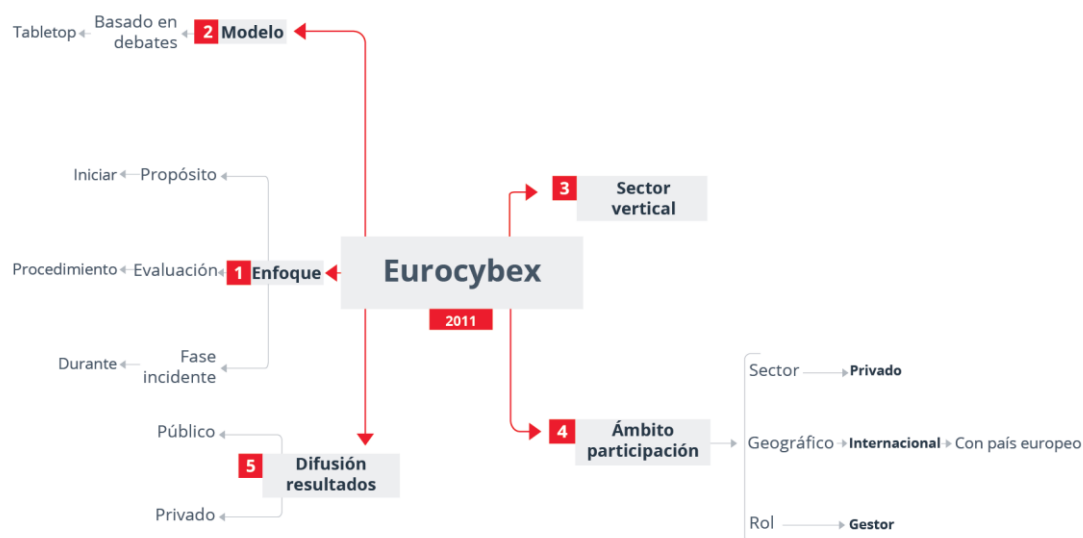 Tabletop
Basado en
debates
2 Modelo
Iniciar
Propósito
Procedimiento
Evaluación
1 Enfoque
Durante
Fase
incidente
Eurocybex
2011
3 Sector
vertical
4 Ámbito
participación
Sector
Privado
Geográfico
Internacional
Con país europeo
Rol
Gestor
Público
5 Difusión
resultados
Privado